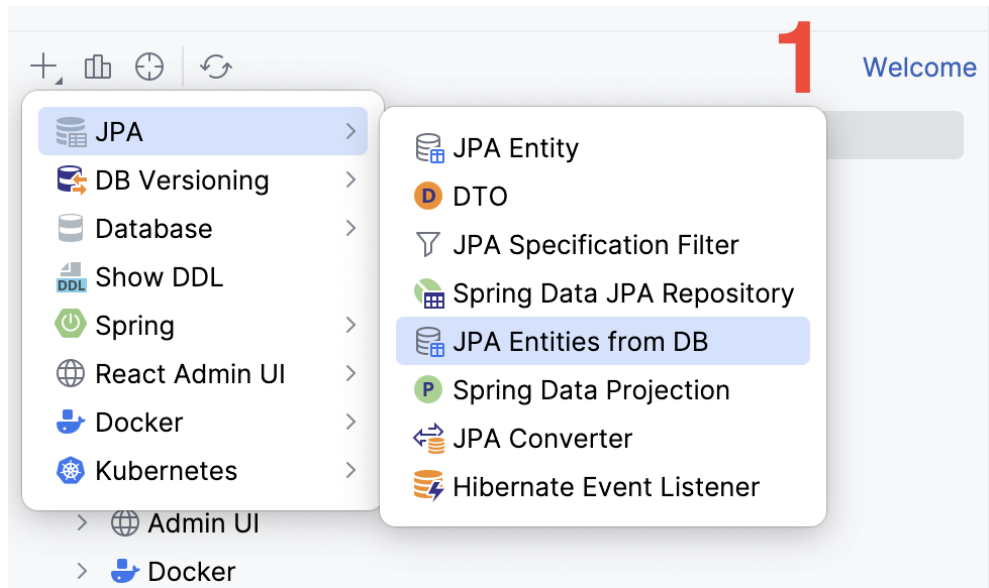 1
Welcome
JPA
DB Versioning
Database
DDL Show DDL
Spring
React Admin UI
Docker
Kubernetes
JPA Entity
D DTO
JPA Specification Filter
Spring Data JPA Repository
JPA Entities from DB
P Spring Data Projection
JPA Converter
Hibernate Event Listener
Admin UI
Docker